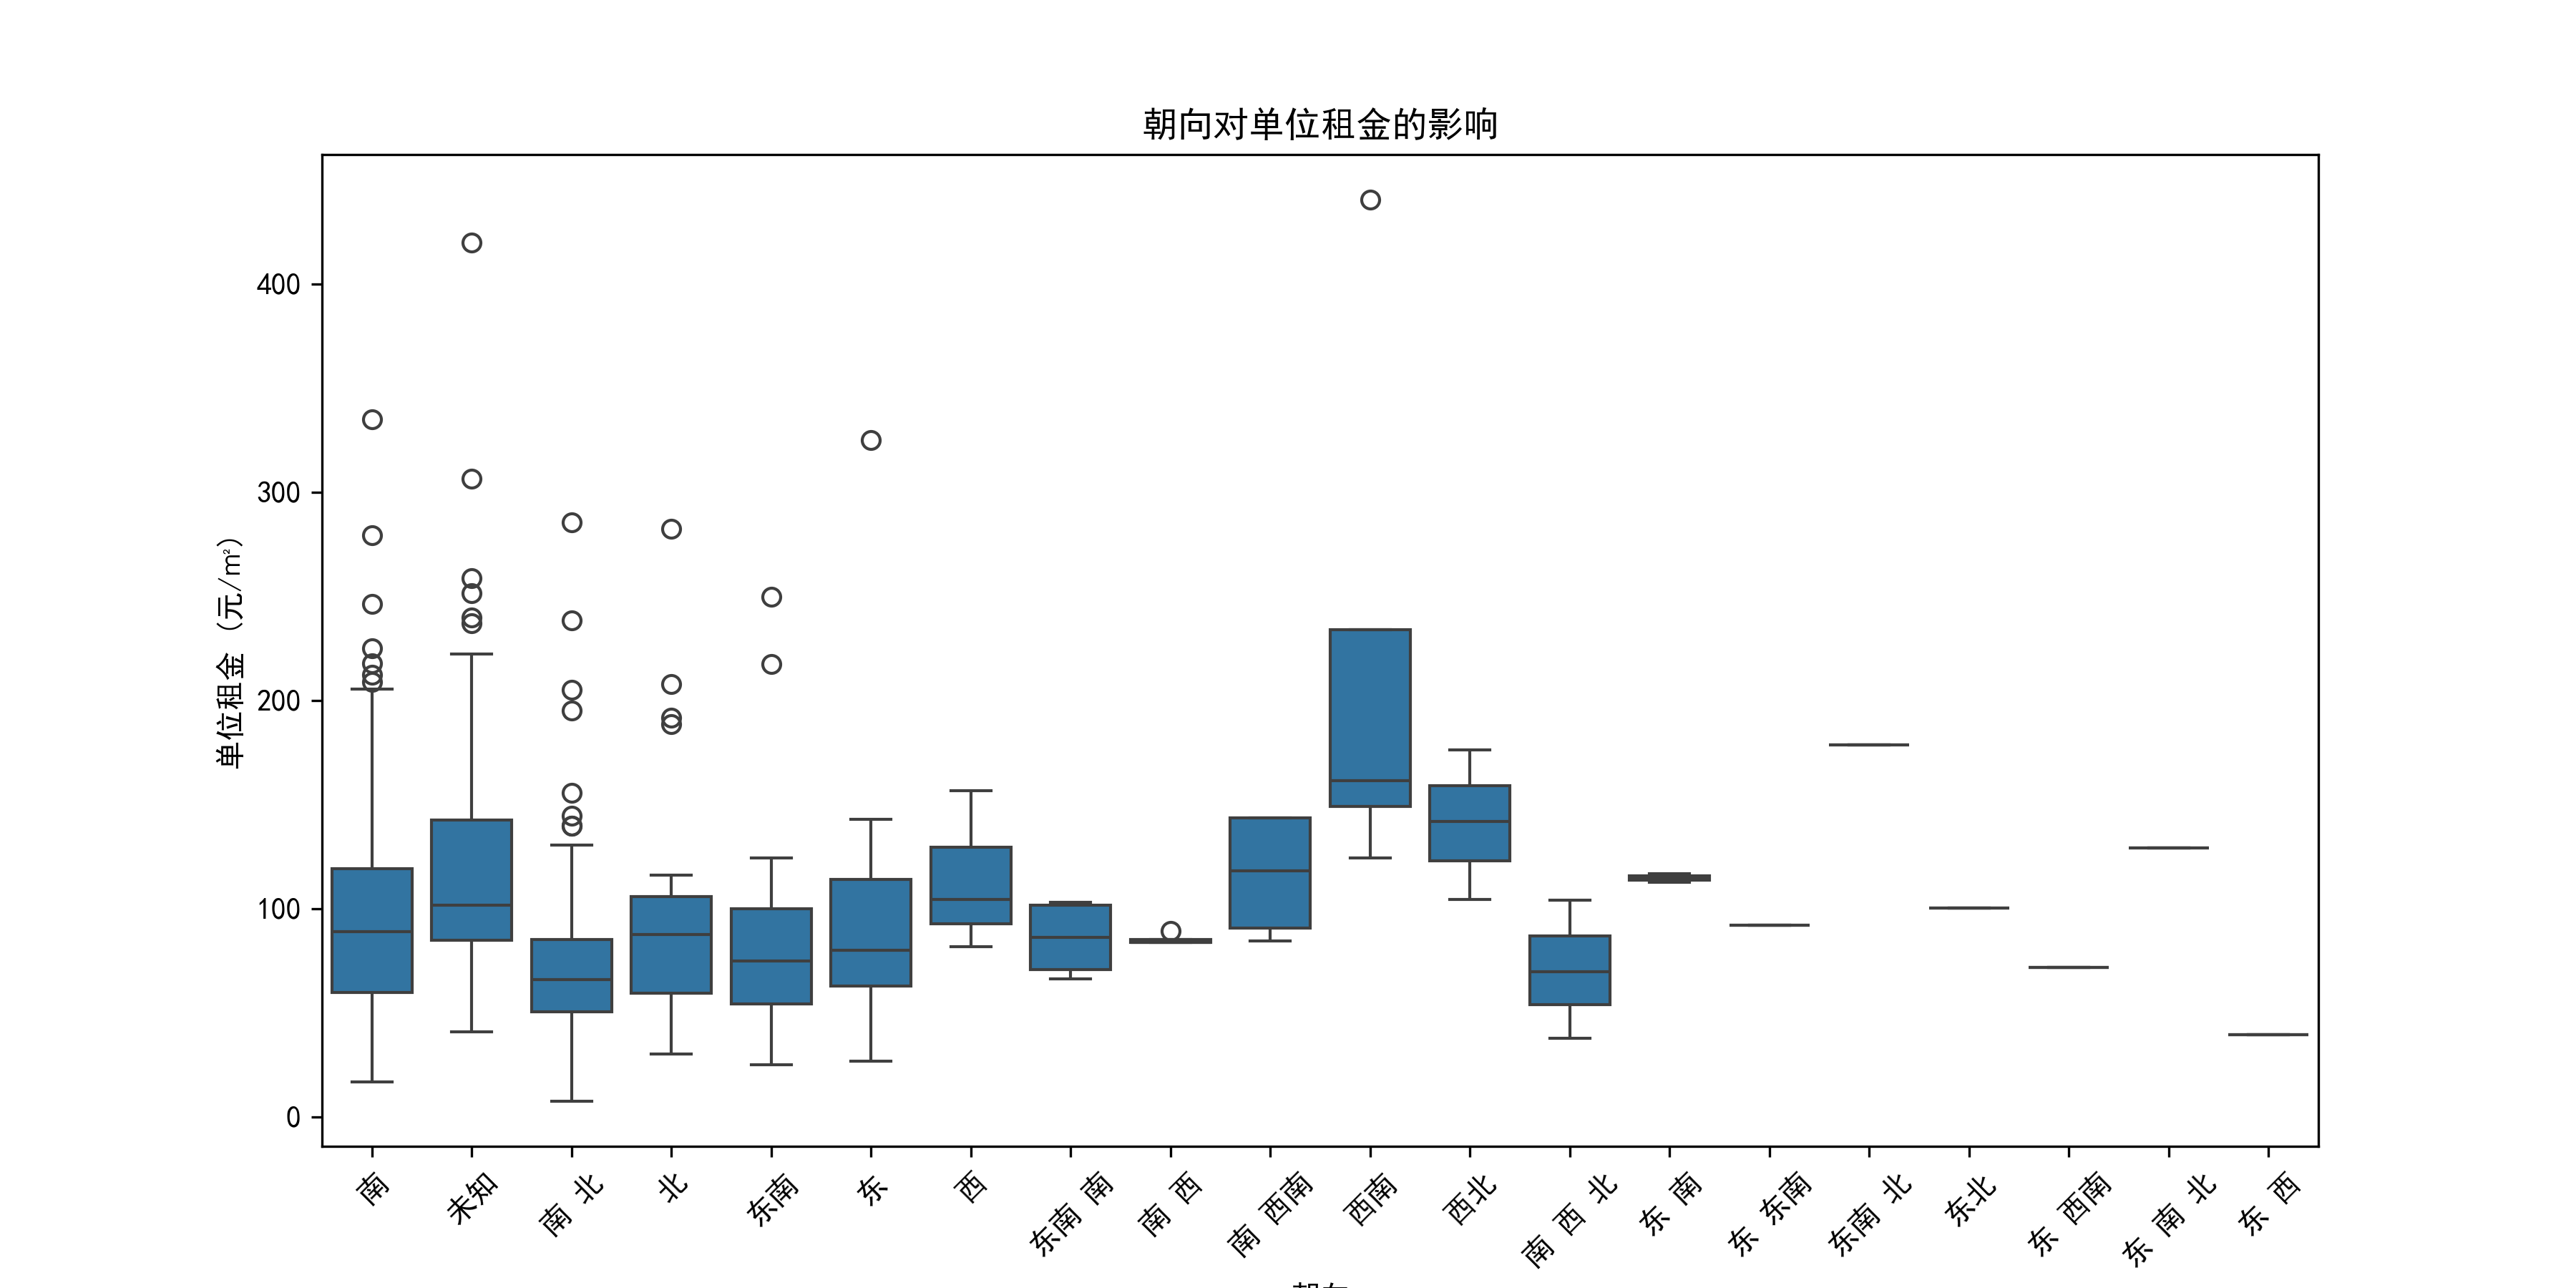 朝向对单位租金的影响
单位租金（元/㎡）
400
300
200
100
0
南
未知
南 北
北
东南
东
西
东南 南
南 西
南 西南
西南
西北
南 西 北
东 南
东 东南
东南 北
东北
东 西南
东 南 北
东 西